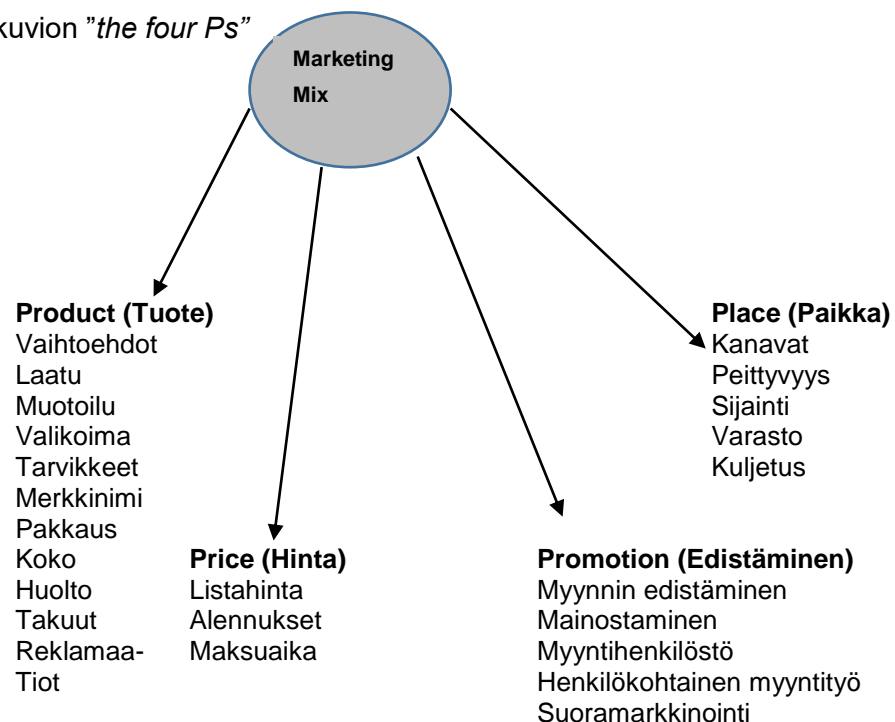 kuvion ”the four Ps”
Marketing
Mix
Product (Tuote)
Vaihtoehdot
Laatu
Muotoilu
Valikoima
Tarvikkeet
Merkkinimi
Pakkaus
Koko
Huolto
Takuut
Reklamaa-
Tiot
Price (Hinta)
Listahinta
Alennukset
Maksuaika
Promotion (Edistäminen)
Myynnin edistäminen
Mainostaminen
Myyntihenkilöstö
Henkilökohtainen myyntityö
Suoramarkkinointi
Place (Paikka)
Kanavat
Peittyvyys
Sijainti
Varasto
Kuljetus